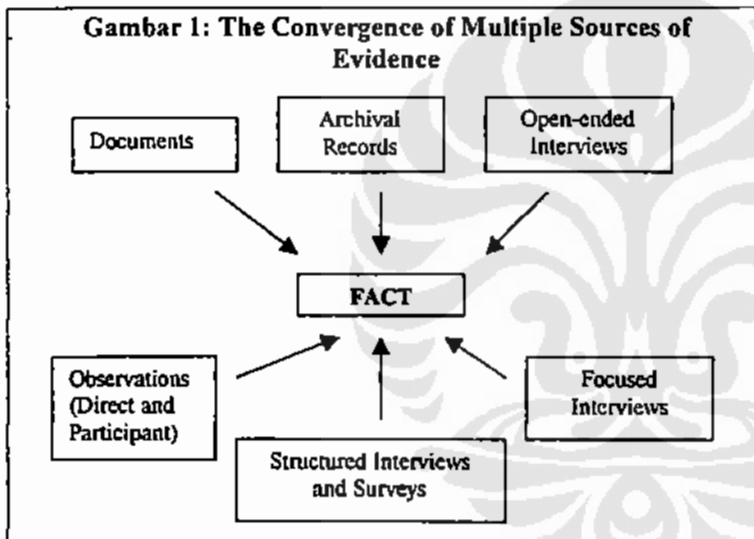 Gambar 1: The Convergence of Multiple Sources of
Evidence
Documents
Archival
Records
Open-ended
Interviews
FACT
Observations
(Direct and
Participant)
Structured Interviews
and Surveys
Focused
Interviews